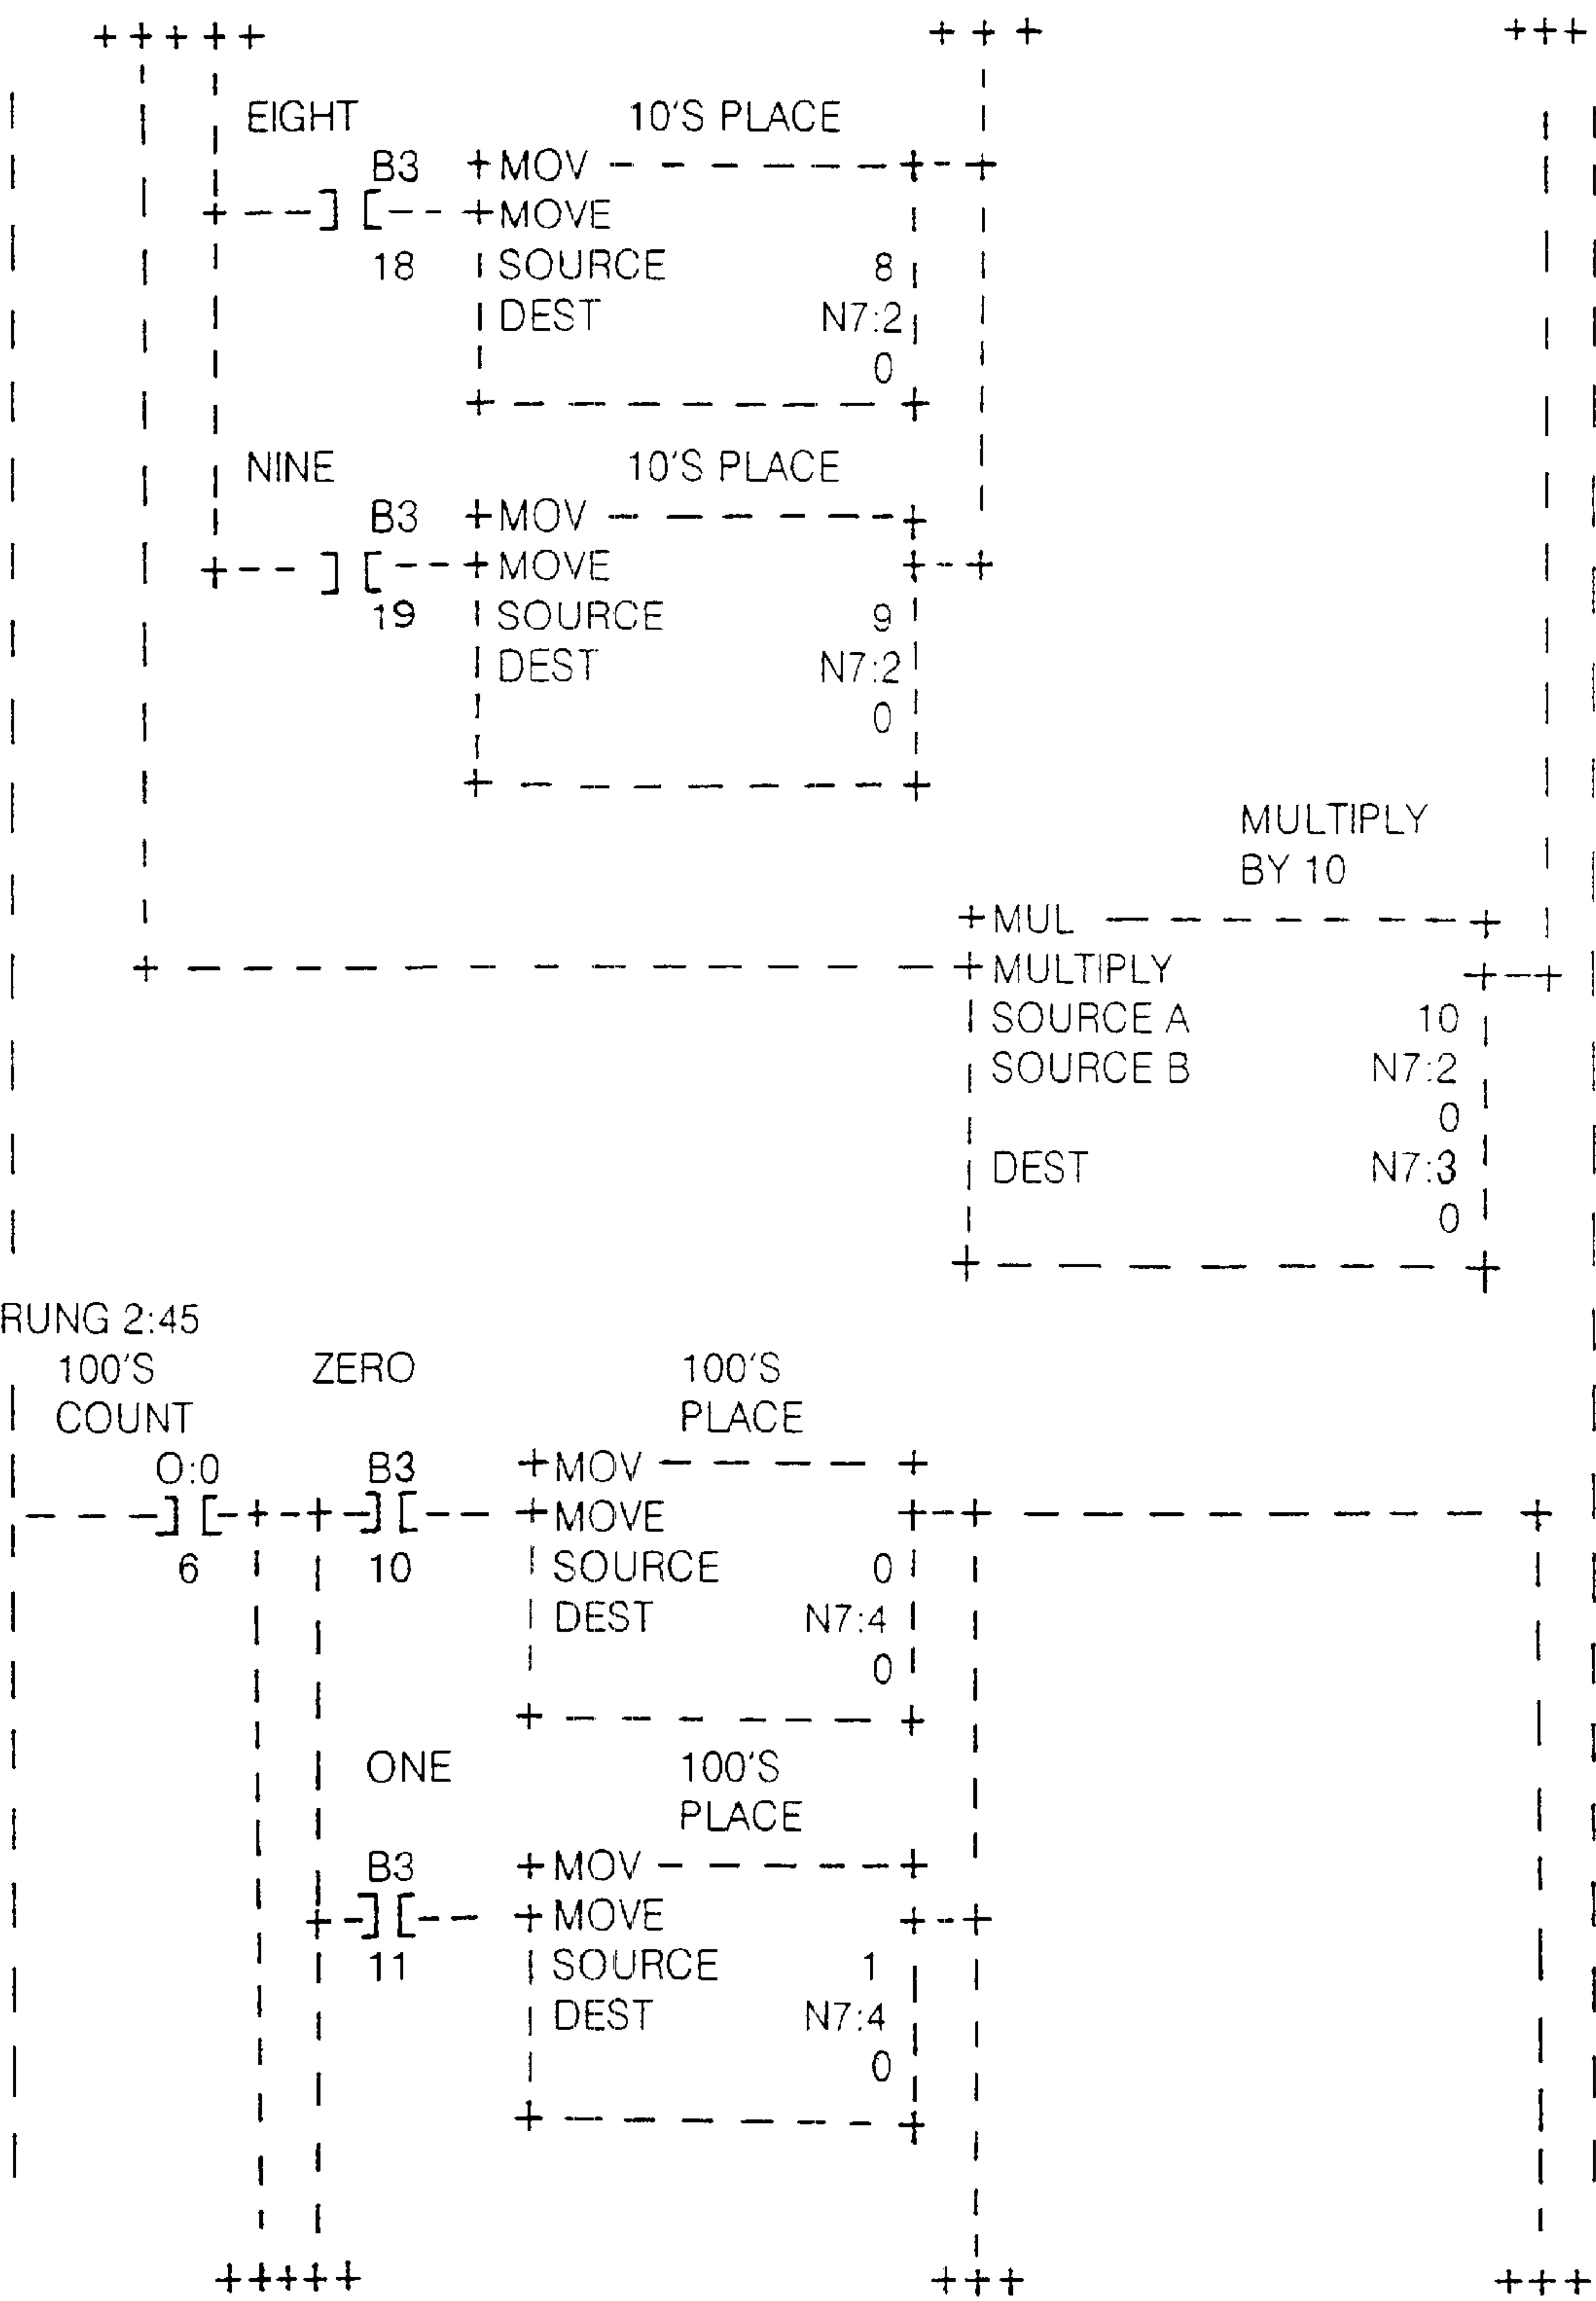 EIGHT 10'S PLACE
B3 +MOV - - - - - - -+--+
+---] [---+MOVE
18 SOURCE 8
DEST N7:2
0
+ - - - - - - - +
NINE 10'S PLACE
B3 +MOV - - - - - - -+
+-- ] [---+MOVE +--+
19 SOURCE 9
DEST N7:2
0
+ - - - - - - - +
MULTIPLY
BY 10
+MUL - - - - - - - +
+ - - - - - - - - - - - - +MULTIPLY +--+
SOURCE A 10
SOURCE B N7:2
0
DEST N7:3
0
+ - - - - - - - +
RUNG 2:45
100'S ZERO 100'S
COUNT PLACE
O:0 B3 +MOV - - - - - +
- - -] [-+-+-] [-- +MOVE +--+ - - - - - - - - +
6 10 SOURCE 0
DEST N7:4
0
+ - - - - - - +
ONE 100'S
PLACE
B3 +MOV - - - - - -+
+-] [-- +MOVE +--+
11 SOURCE 1
DEST N7:4
0
+ - - - - - - +